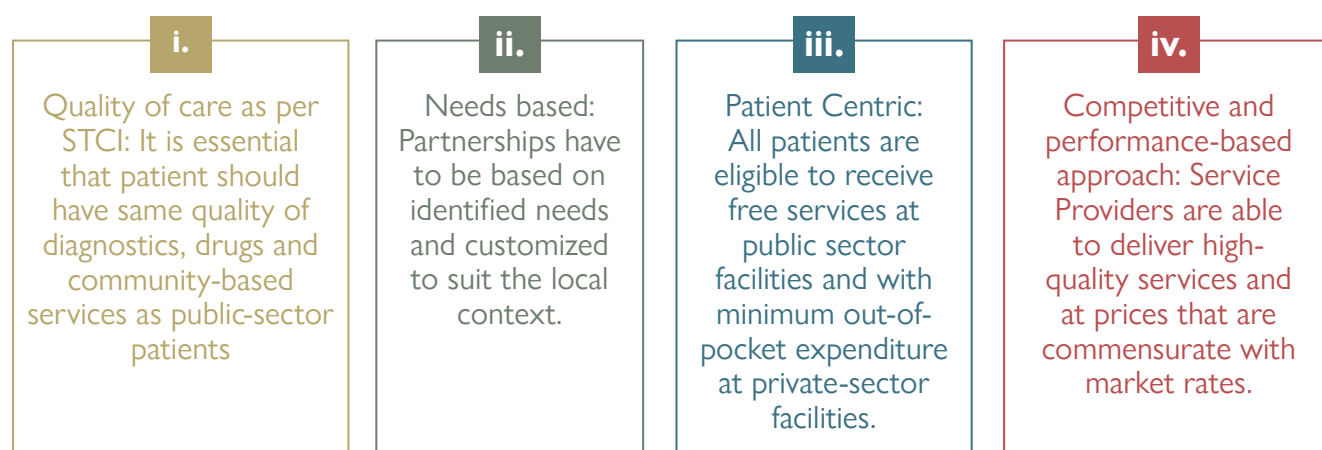 i.
Quality of care as per
STCI: It is essential
that patient should
have same quality of
diagnostics, drugs and
community-based
services as public-sector
patients
ii.
Needs based:
Partnerships have
to be based on
identified needs
and customized
to suit the local
context.
iii.
Patient Centric:
All patients are
eligible to receive
free services at
public sector
facilities and with
minimum out-of-
pocket expenditure
at private-sector
facilities.
iv.
Competitive and
performance-based
approach: Service
Providers are able
to deliver high-
quality services and
at prices that are
commensurate with
market rates.